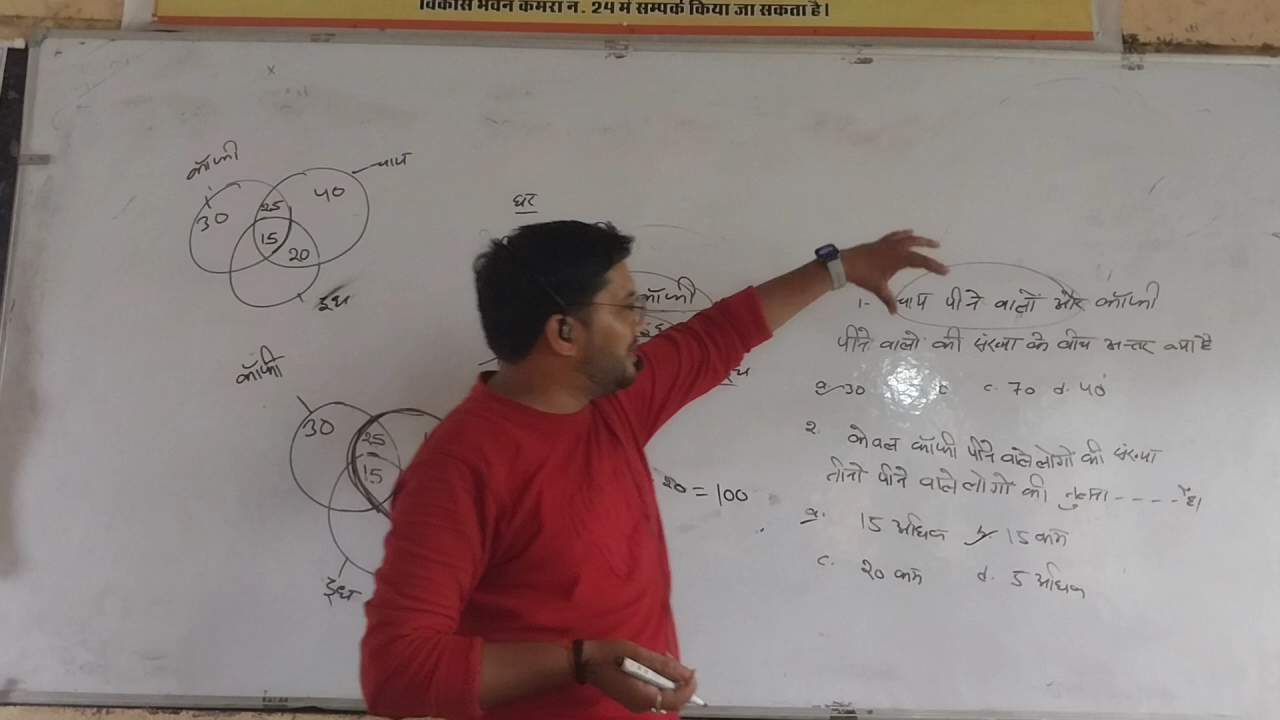 विकास भवन कमरा न. 24 में सम्पर्क किया जा सकता है।
कॉफी
चाय
30
25
40
15
20
दूध
घर
कॉफी
कॉफी
30
25
15
दूध
20 = 100
1- चाय पीने वालों और कॉफी
पीने वालो की संख्या के बीच अन्तर क्या है
a. 30 c. 70 d. 40
2. केवल कॉफी पीने वाले लोगों की संख्या
तीनो पीने वाले लोगो की तुलना - - - - है।
a. 15 अधिक b. 15 कम
c. 20 कम d. 5 अधिक